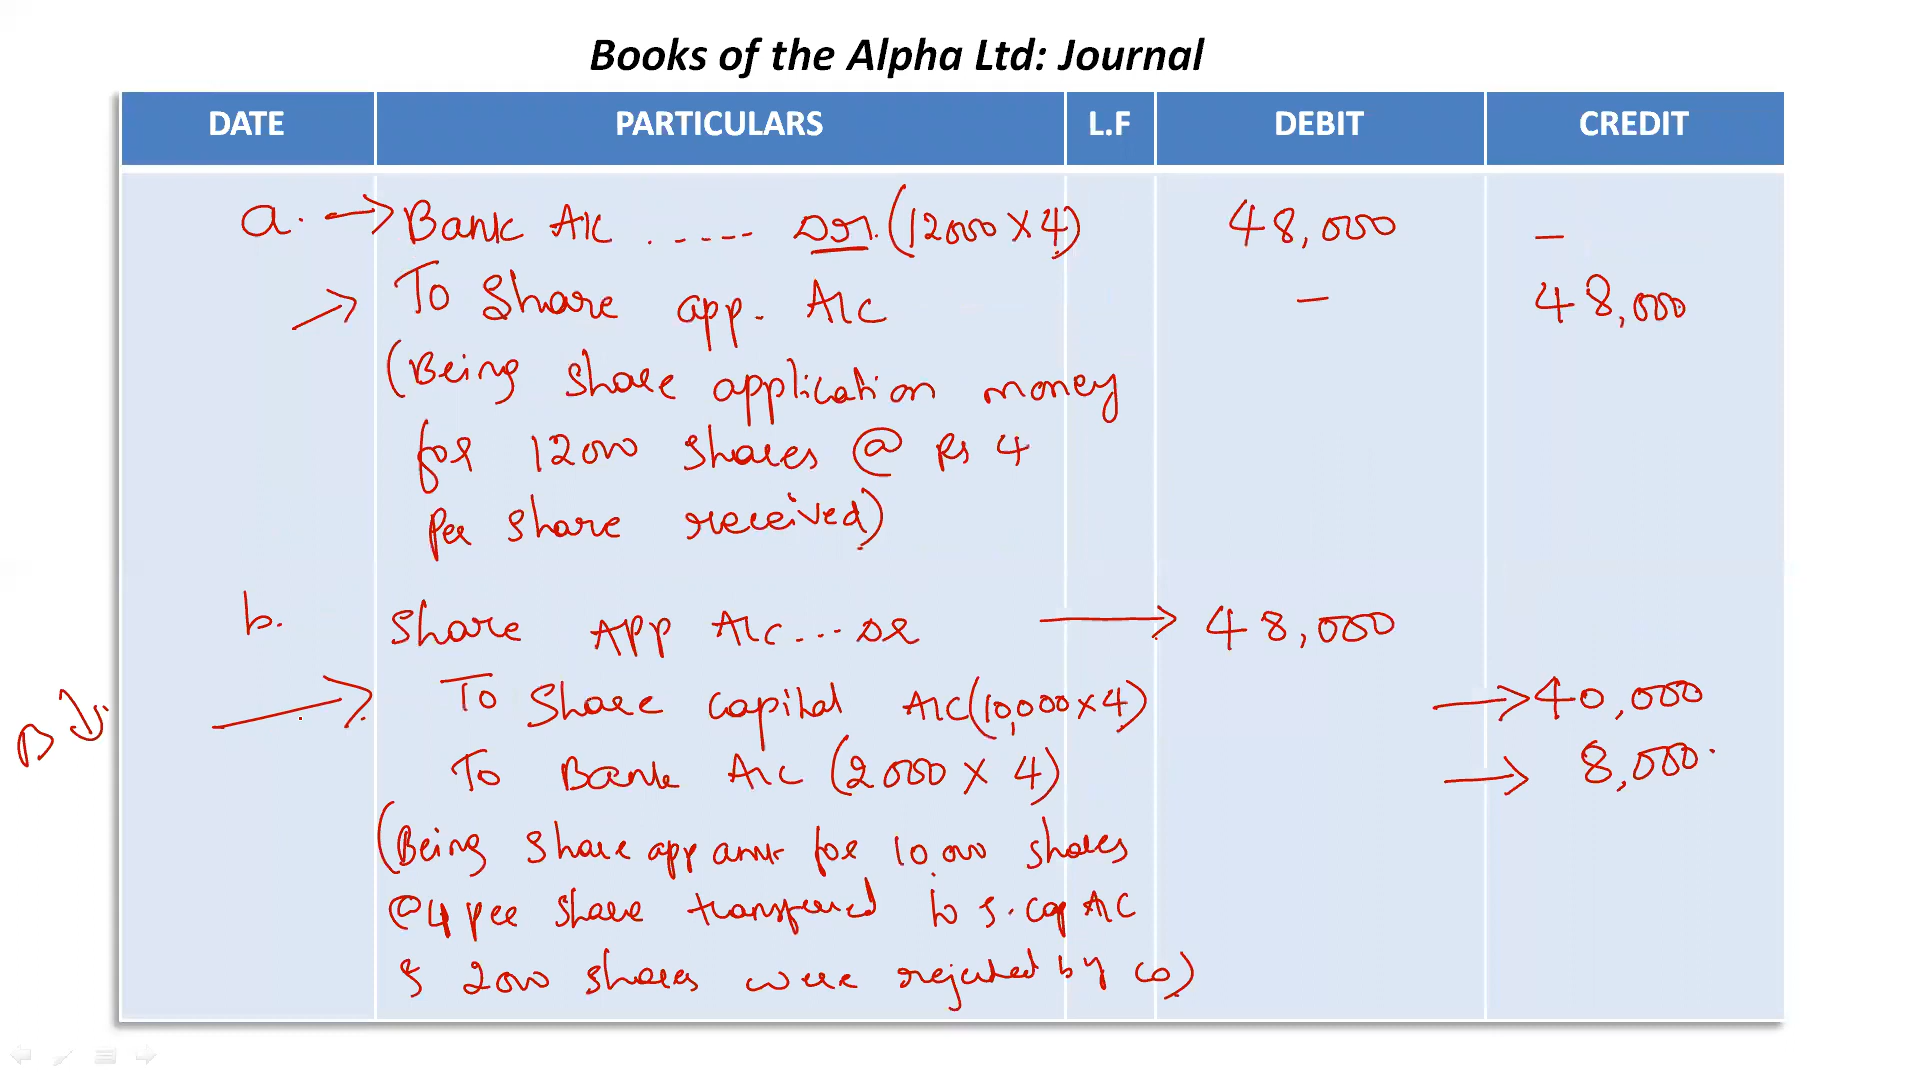 Books of the Alpha Ltd: Journal
DATE PARTICULARS L.F DEBIT CREDIT
a. → Bank A/c ...... Dr. (12000 × 4) 48,000 –
→ To Share app. A/c – 48,000
(Being share application money
for 12000 shares @ Rs 4
per share received)
b. Share APP A/c... Dr → 48,000
→ To Share capital A/c (10,000 × 4) → 40,000
To Bank A/c (2000 × 4) → 8,000.
(Being share app amt for 10,000 shares
@4 per share transferred to s. cap A/c
& 2000 shares were rejected by co)